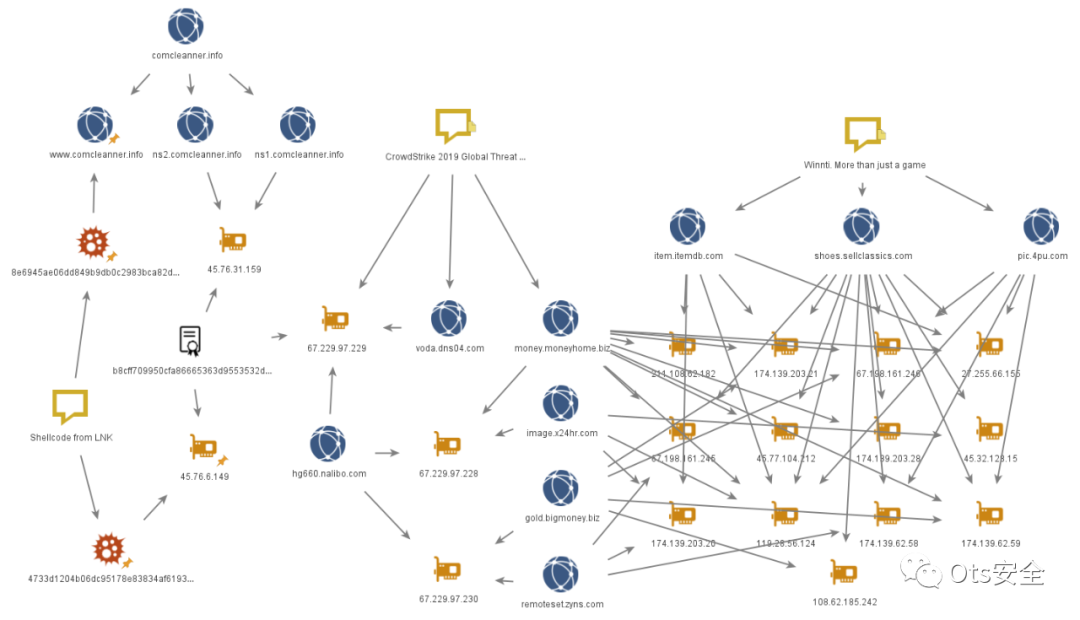 comcleanner.info
www.comcleanner.info
ns2.comcleanner.info
ns1.comcleanner.info
CrowdStrike 2019 Global Threat ...
Winnti. More than just a game
8e6945ae06dd849b9db0c2983bca82d...
45.76.31.159
item.itemdb.com
shoes.sellclassics.com
pic.4pu.com
b8cff709950cfa86665363d9553532d...
67.229.97.229
voda.dns04.com
money.moneyhome.biz
211.108.62.182
174.139.203.21
67.198.161.246
27.255.66.155
Shellcode from LNK
45.76.6.149
hg660.nalibo.com
67.229.97.228
image.x24hr.com
67.198.161.245
45.77.104.212
174.139.203.28
45.32.128.15
gold.bigmoney.biz
174.139.203.20
119.28.56.124
174.139.62.58
174.139.62.59
4733d1204b06dc95178e83834af6193...
67.229.97.230
remoteset.zyns.com
108.62.185.242
Ots安全